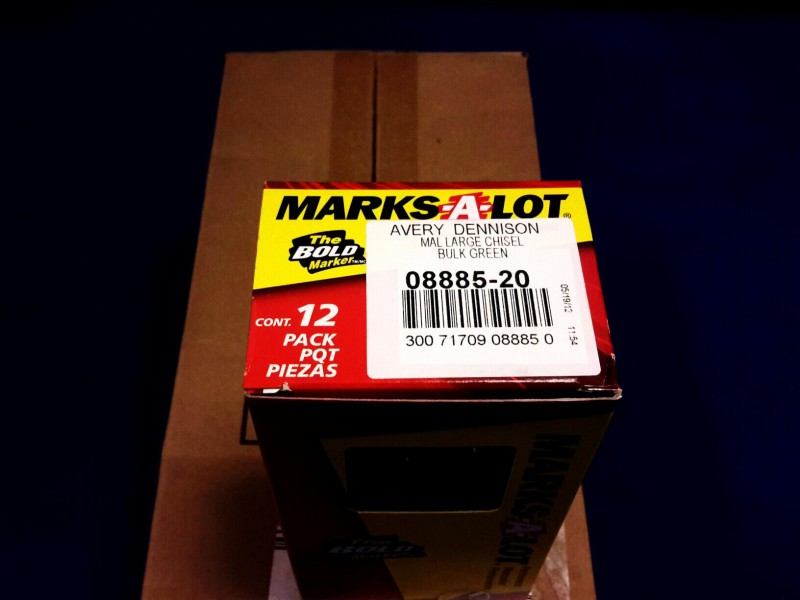 MARKS-A-LOT®
The
BOLD
Marker
CONT. 12
PACK
PQT
PIEZAS
AVERY DENNISON
MAL LARGE CHISEL
BULK GREEN
08885-20
300 71709 08885 0
05/19/12 11:54
MARKS-A-LOT
The
BOLD